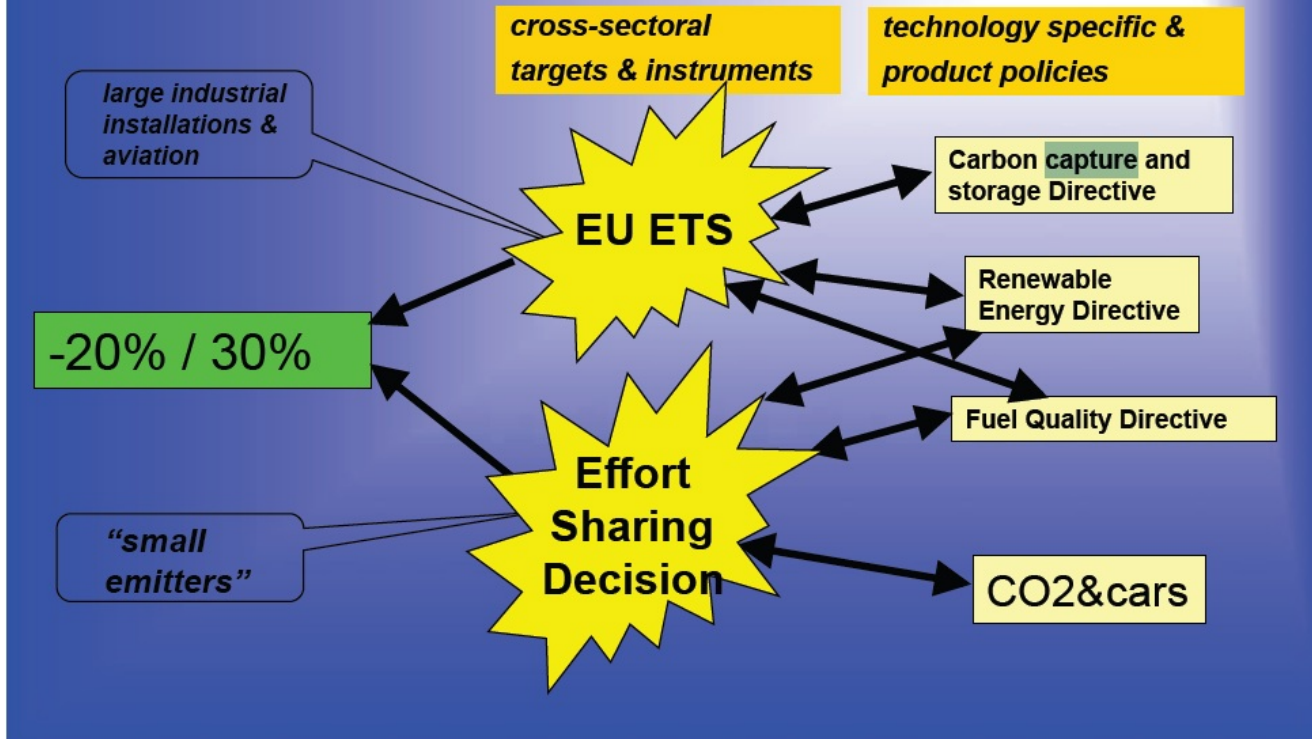 cross-sectoral
targets & instruments
technology specific &
product policies
large industrial
installations &
aviation
EU ETS
Carbon capture and
storage Directive
Renewable
Energy Directive
-20% / 30%
Fuel Quality Directive
Effort
Sharing
Decision
“small
emitters”
CO2&cars